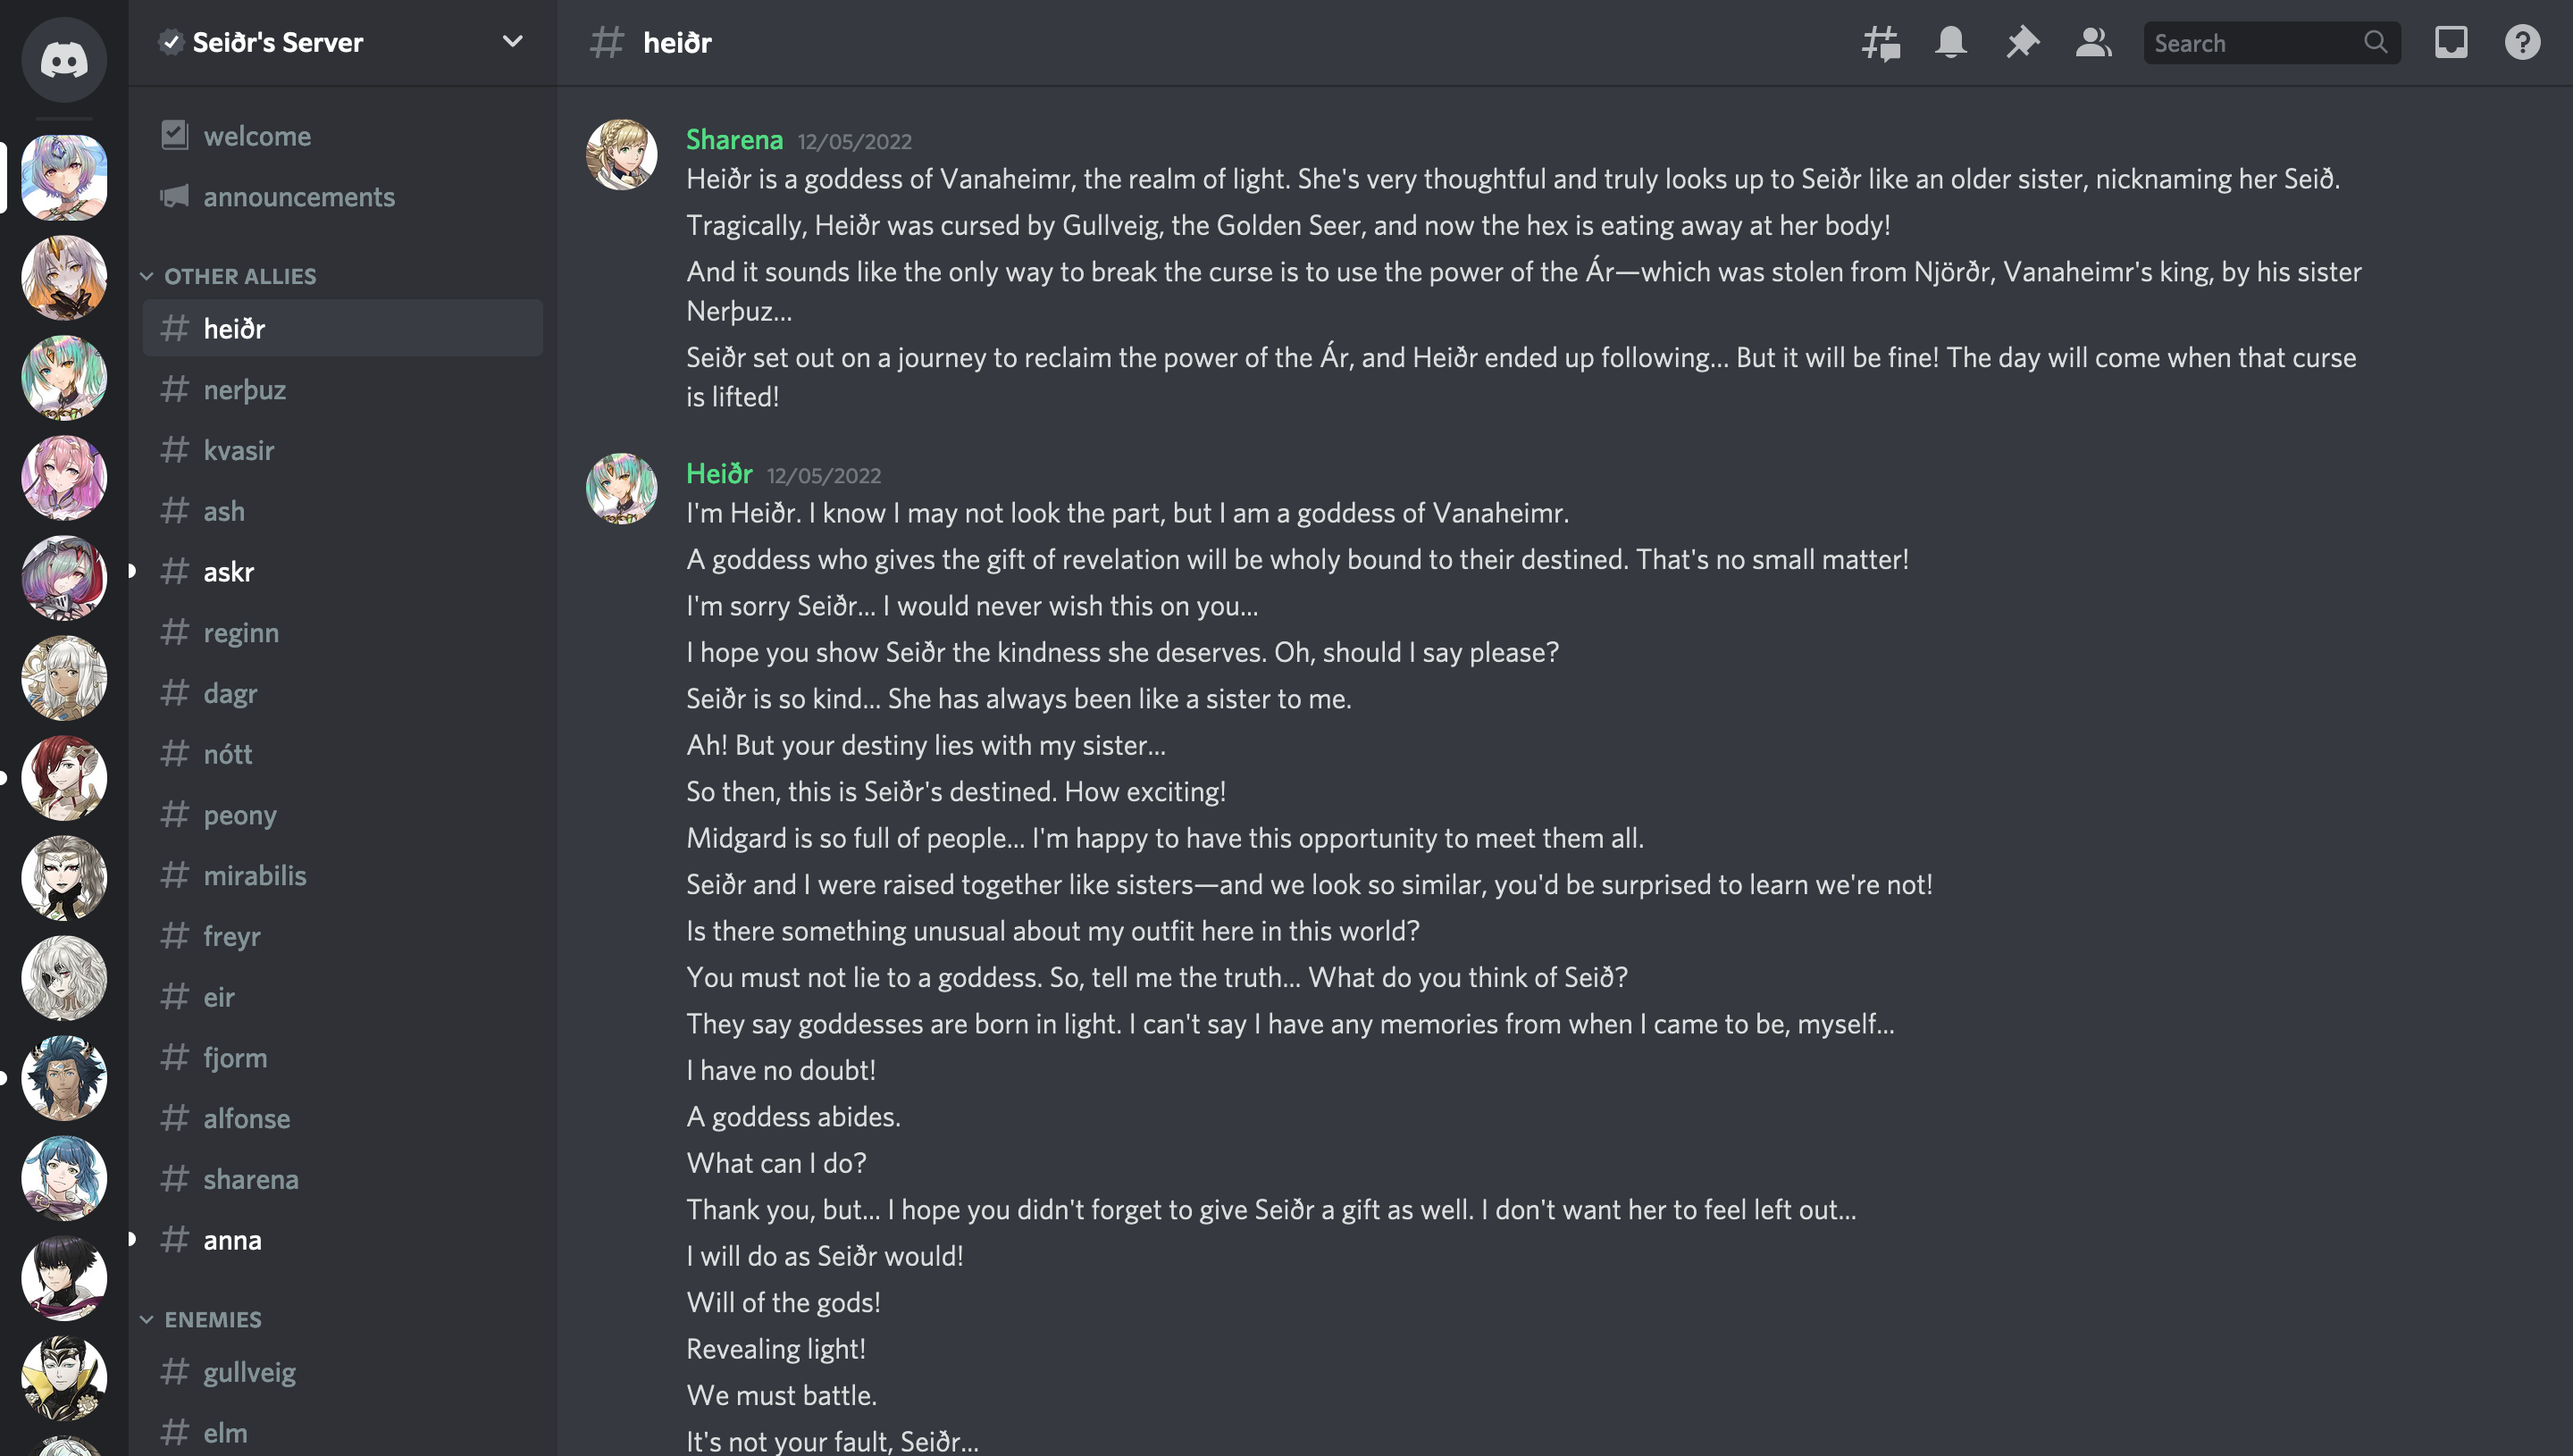 Seiðr's Server
welcome
announcements
OTHER ALLIES
heiðr
nerþuz
kvasir
ash
askr
reginn
dagr
nótt
peony
mirabilis
freyr
eir
fjorm
alfonse
sharena
anna
ENEMIES
gullveig
elm
heiðr
Search
Sharena 12/05/2022
Heiðr is a goddess of Vanaheimr, the realm of light. She's very thoughtful and truly looks up to Seiðr like an older sister, nicknaming her Seið.
Tragically, Heiðr was cursed by Gullveig, the Golden Seer, and now the hex is eating away at her body!
And it sounds like the only way to break the curse is to use the power of the Ár—which was stolen from Njörðr, Vanaheimr's king, by his sister
Nerþuz...
Seiðr set out on a journey to reclaim the power of the Ár, and Heiðr ended up following... But it will be fine! The day will come when that curse
is lifted!
Heiðr 12/05/2022
I'm Heiðr. I know I may not look the part, but I am a goddess of Vanaheimr.
A goddess who gives the gift of revelation will be wholy bound to their destined. That's no small matter!
I'm sorry Seiðr... I would never wish this on you...
I hope you show Seiðr the kindness she deserves. Oh, should I say please?
Seiðr is so kind... She has always been like a sister to me.
Ah! But your destiny lies with my sister...
So then, this is Seiðr's destined. How exciting!
Midgard is so full of people... I'm happy to have this opportunity to meet them all.
Seiðr and I were raised together like sisters—and we look so similar, you'd be surprised to learn we're not!
Is there something unusual about my outfit here in this world?
You must not lie to a goddess. So, tell me the truth... What do you think of Seið?
They say goddesses are born in light. I can't say I have any memories from when I came to be, myself...
I have no doubt!
A goddess abides.
What can I do?
Thank you, but... I hope you didn't forget to give Seiðr a gift as well. I don't want her to feel left out...
I will do as Seiðr would!
Will of the gods!
Revealing light!
We must battle.
It's not your fault, Seiðr...